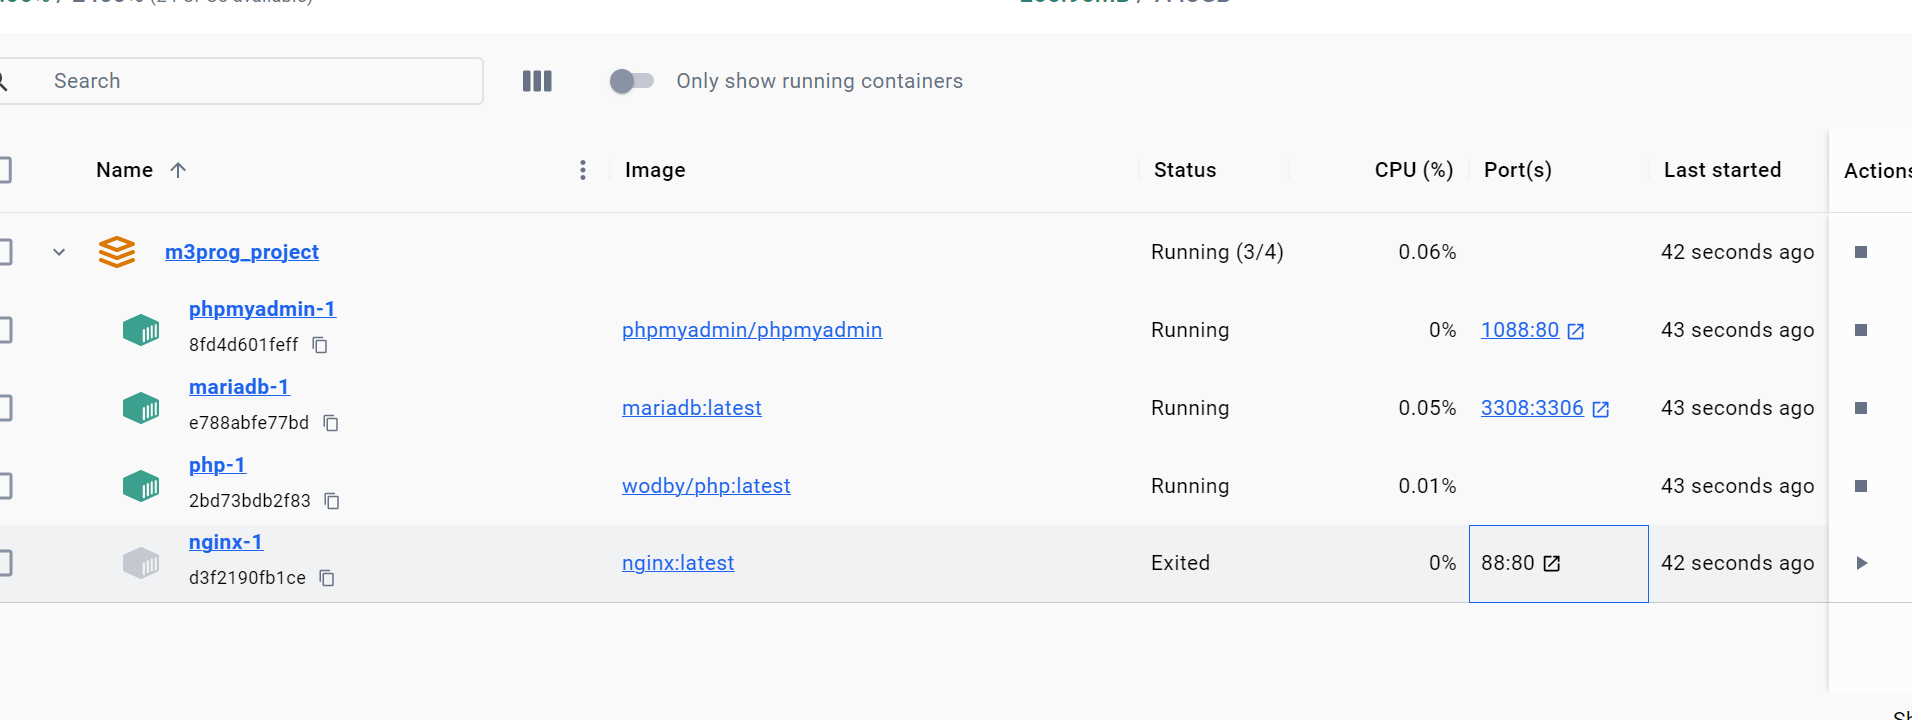 Search
Only show running containers
Name Image Status CPU (%) Port(s) Last started Actions
m3prog_project Running (3/4) 0.06% 42 seconds ago
phpmyadmin-1
8fd4d601feff
phpmyadmin/phpmyadmin Running 0% 1088:80 43 seconds ago
mariadb-1
e788abfe77bd
mariadb:latest Running 0.05% 3308:3306 43 seconds ago
php-1
2bd73bdb2f83
wodby/php:latest Running 0.01% 43 seconds ago
nginx-1
d3f2190fb1ce
nginx:latest Exited 0% 88:80 42 seconds ago